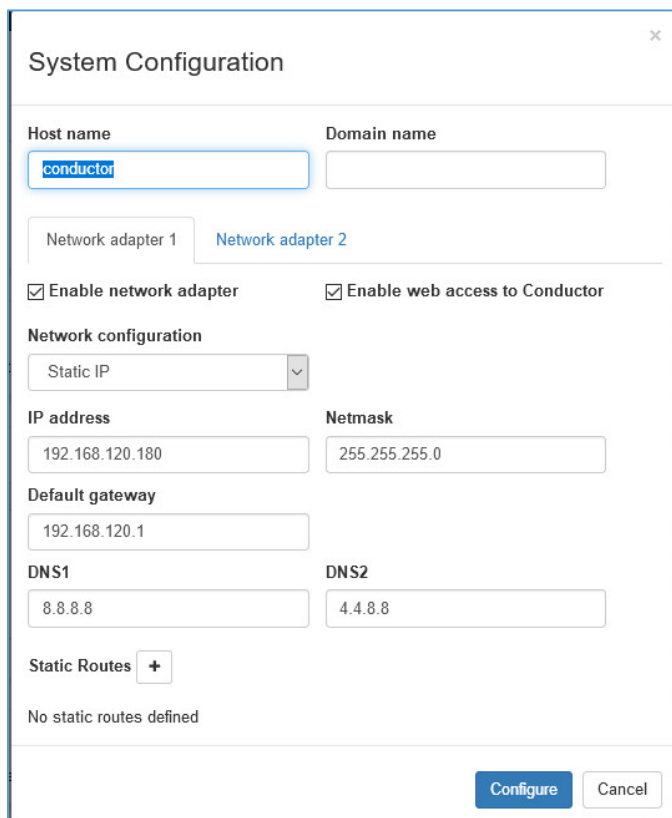 ×
System Configuration
Host name Domain name
conductor
Network adapter 1 Network adapter 2
Enable network adapter Enable web access to Conductor
Network configuration
Static IP
IP address Netmask
192.168.120.180 255.255.255.0
Default gateway
192.168.120.1
DNS1 DNS2
8.8.8.8 4.4.8.8
Static Routes +
No static routes defined
Configure Cancel